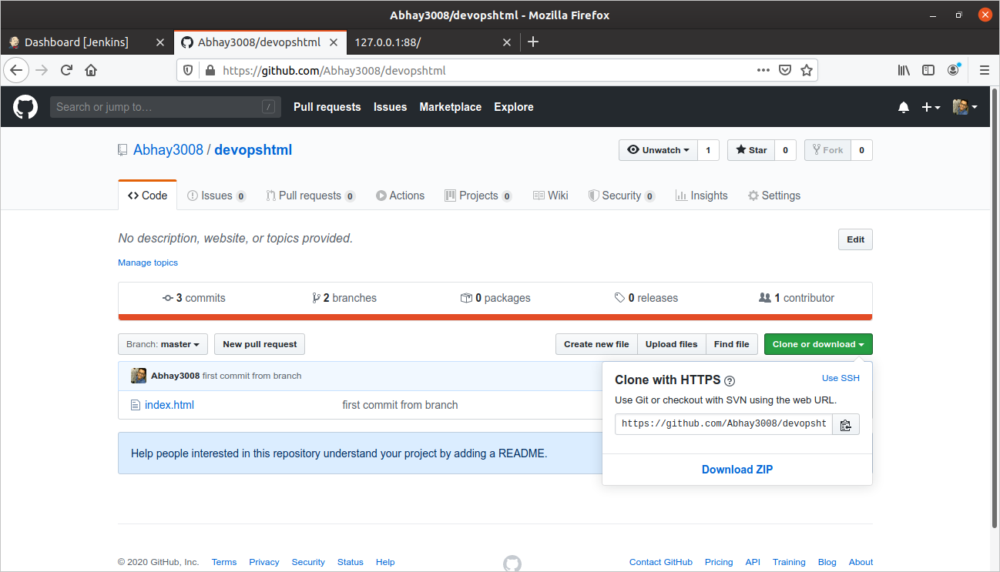 Abhay3008/devopshtml - Mozilla Firefox
Dashboard [Jenkins] Abhay3008/devopshtml 127.0.0.1:88/
https://github.com/Abhay3008/devopshtml
Search or jump to… / Pull requests Issues Marketplace Explore
Abhay3008 / devopshtml Unwatch 1 Star 0 Fork 0
Code Issues 0 Pull requests 0 Actions Projects 0 Wiki Security 0 Insights Settings
No description, website, or topics provided. Edit
Manage topics
3 commits 2 branches 0 packages 0 releases 1 contributor
Branch: master New pull request Create new file Upload files Find file Clone or download
Abhay3008 first commit from branch
index.html first commit from branch
Help people interested in this repository understand your project by adding a README.
Clone with HTTPS ? Use SSH
Use Git or checkout with SVN using the web URL.
https://github.com/Abhay3008/devopsht
Download ZIP
© 2020 GitHub, Inc. Terms Privacy Security Status Help Contact GitHub Pricing API Training Blog About